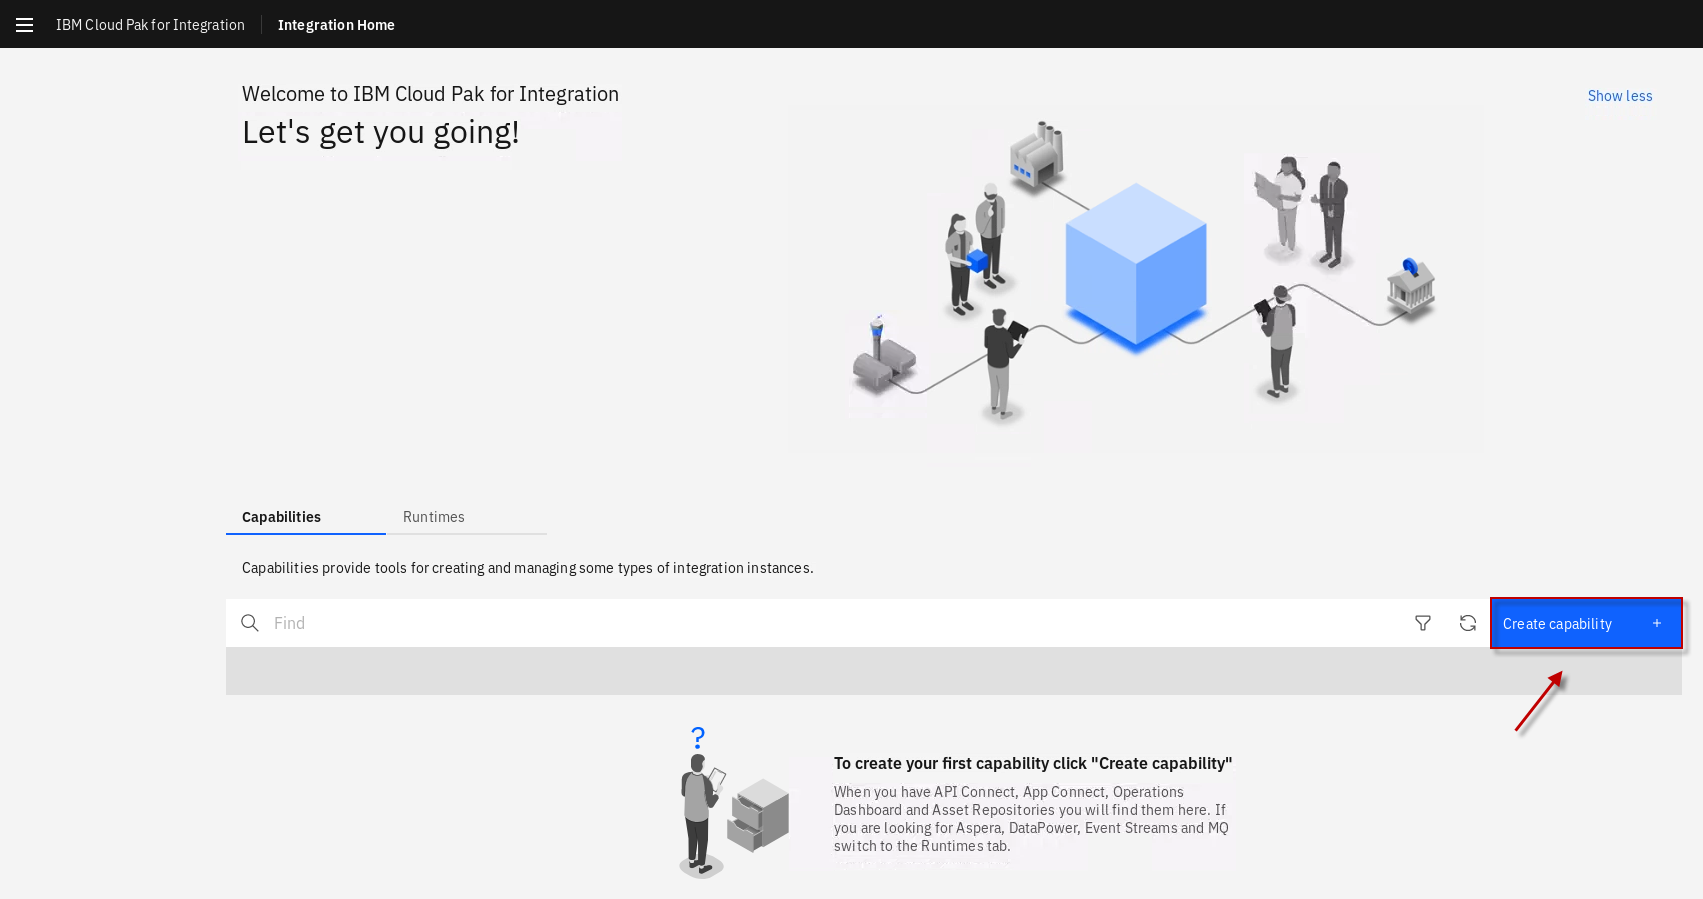 IBM Cloud Pak for Integration
Integration Home
Welcome to IBM Cloud Pak for Integration
Show less
Let's get you going!
Capabilities
Runtimes
Capabilities provide tools for creating and managing some types of integration instances.
Find
Create capability +
?
To create your first capability click "Create capability"
When you have API Connect, App Connect, Operations
Dashboard and Asset Repositories you will find them here. If
you are looking for Aspera, DataPower, Event Streams and MQ
switch to the Runtimes tab.